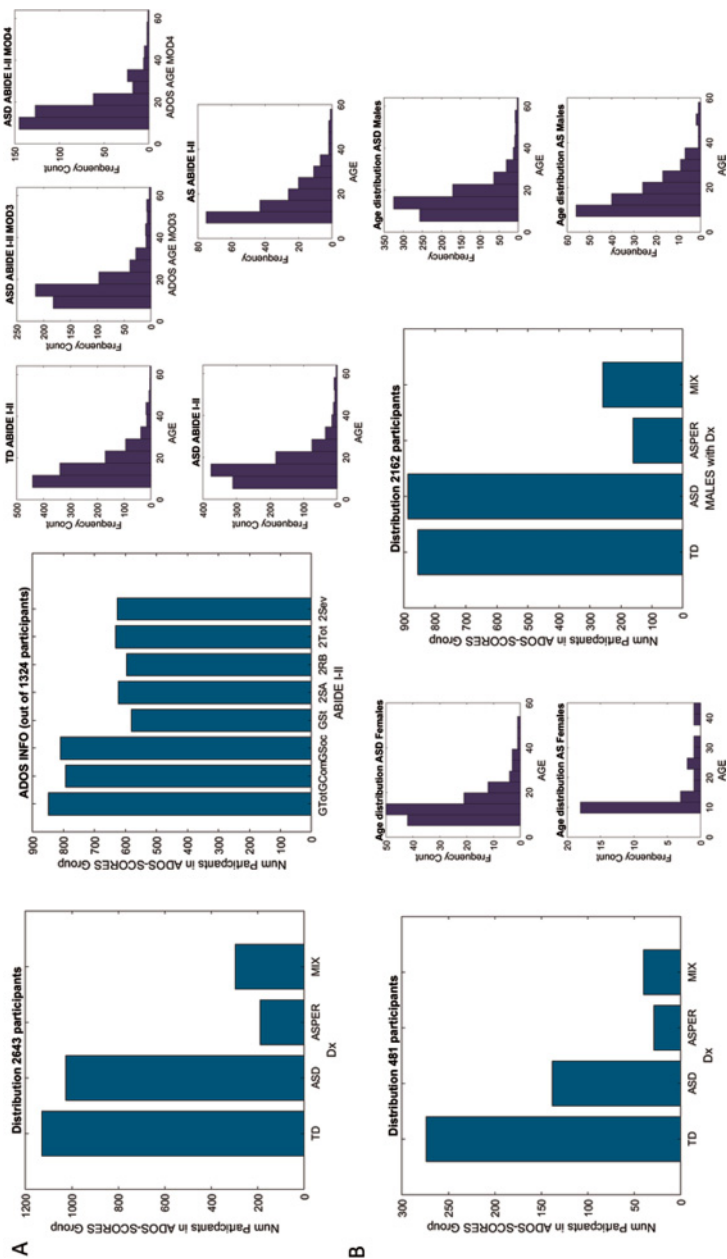 A
Distribution 2643 participants
Num Participants in ADOS-SCORES Group
1200
1000
800
600
400
200
0
TD ASD ASPER MIX
Dx
ADOS INFO (out of 1324 participants)
Num Particpants in ADOS-SCORES Group
900
800
700
600
500
400
300
200
100
0
GTotGComGSoc GSt 2SA 2RB 2Tot 2Sev
ABIDE I-II
TD ABIDE I-II
Frequency Count
500
400
300
200
100
0
0 20 40 60
AGE
ASD ABIDE I-II MOD3
Frequency Count
250
200
150
100
50
0
0 20 40 60
ADOS AGE MOD3
ASD ABIDE I-II MOD4
Frequency Count
150
100
50
0
0 20 40 60
ADOS AGE MOD4
ASD ABIDE I-II
Frequency Count
400
300
200
100
0
0 20 40 60
AGE
AS ABIDE I-II
Frequency
80
60
40
20
0
0 20 40 60
AGE
B
Distribution 481 participants
Num Participants in ADOS-SCORES Group
300
250
200
150
100
50
0
TD ASD ASPER MIX
Dx
Age distribution ASD Females
Frequency Count
50
40
30
20
10
0
0 20 40 60
AGE
Age distribution AS Females
Frequency Count
20
15
10
5
0
0 10 20 30 40
AGE
Distribution 2162 participants
Num Participants in ADOS-SCORES Group
900
800
700
600
500
400
300
200
100
0
TD ASD ASPER MIX
MALES with Dx
Age distribution ASD Males
Frequency Count
350
300
250
200
150
100
50
0
0 20 40 60
AGE
Age distribution AS Males
Frequency
60
50
40
30
20
10
0
0 20 40 60
AGE